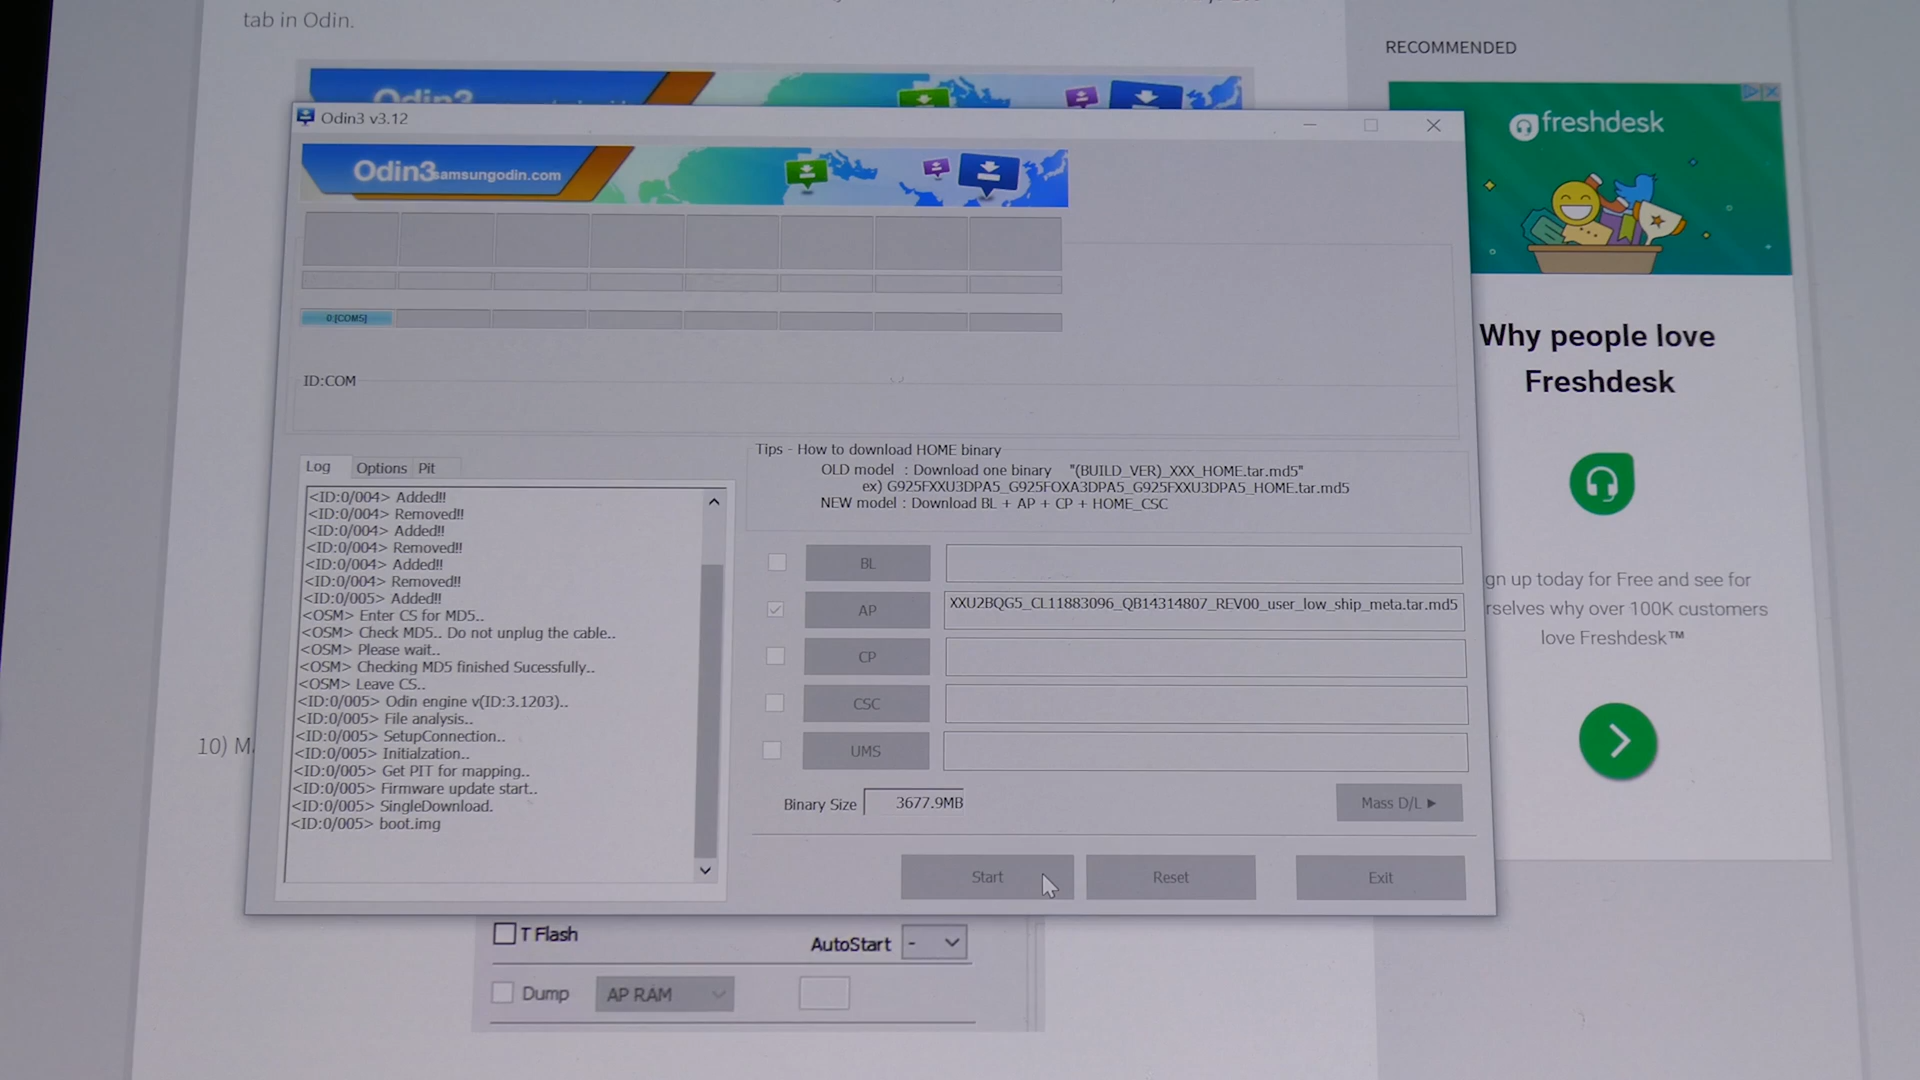 tab in Odin.
RECOMMENDED
Odin3
freshdesk
Odin3 v3.12
Odin3
samsungodin.com
0:[COM5]
ID:COM
Why people love
Freshdesk
Log
Options
Pit
<ID:0/004> Added!!
<ID:0/004> Removed!!
<ID:0/004> Added!!
<ID:0/004> Removed!!
<ID:0/004> Added!!
<ID:0/004> Removed!!
<ID:0/005> Added!!
<OSM> Enter CS for MD5..
<OSM> Check MD5.. Do not unplug the cable..
<OSM> Please wait..
<OSM> Checking MD5 finished Sucessfully..
<OSM> Leave CS..
<ID:0/005> Odin engine v(ID:3.1203)..
<ID:0/005> File analysis..
<ID:0/005> SetupConnection..
<ID:0/005> Initialzation..
<ID:0/005> Get PIT for mapping..
<ID:0/005> Firmware update start..
<ID:0/005> SingleDownload.
<ID:0/005> boot.img
Tips - How to download HOME binary
OLD model : Download one binary "(BUILD_VER)_XXX_HOME.tar.md5"
ex) G925FXXU3DPA5_G925FOXA3DPA5_G925FXXU3DPA5_HOME.tar.md5
NEW model : Download BL + AP + CP + HOME_CSC
BL
AP XXU2BQG5_CL11883096_QB14314807_REV00_user_low_ship_meta.tar.md5
CP
CSC
UMS
Binary Size 3677.9MB
Mass D/L
Start
Reset
Exit
gn up today for Free and see for
rselves why over 100K customers
love Freshdesk™
10) M
T Flash
AutoStart -
Dump AP RAM